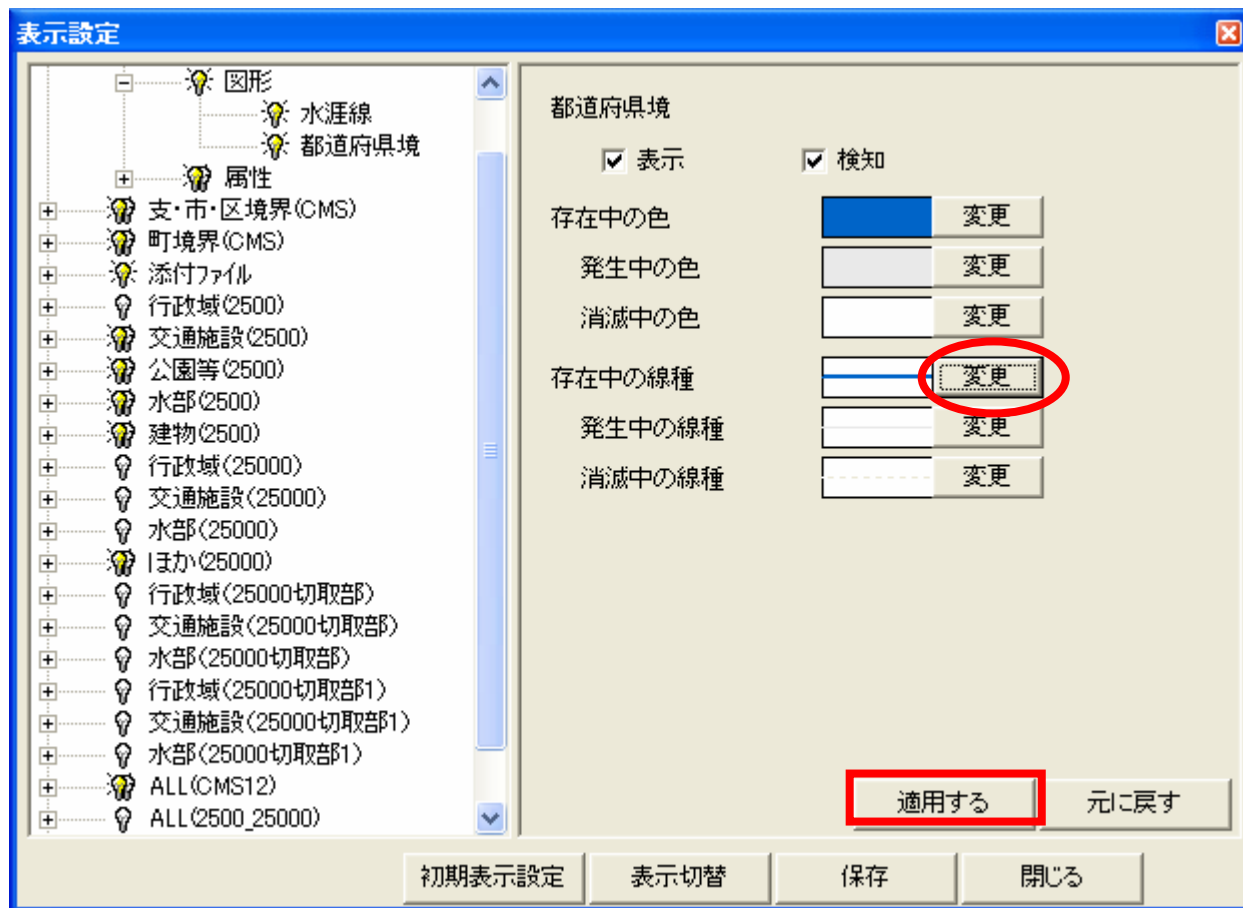 表示設定
図形
水涯線
都道府県境
属性
支・市・区境界(CMS)
町境界(CMS)
添付ファイル
行政域(2500)
交通施設(2500)
公園等(2500)
水部(2500)
建物(2500)
行政域(25000)
交通施設(25000)
水部(25000)
ほか(25000)
行政域(25000切取部)
交通施設(25000切取部)
水部(25000切取部)
行政域(25000切取部1)
交通施設(25000切取部1)
水部(25000切取部1)
ALL(CMS12)
ALL(2500_25000)
都道府県境
表示 検知
存在中の色 変更
発生中の色 変更
消滅中の色 変更
存在中の線種 変更
発生中の線種 変更
消滅中の線種 変更
適用する 元に戻す
初期表示設定 表示切替 保存 閉じる